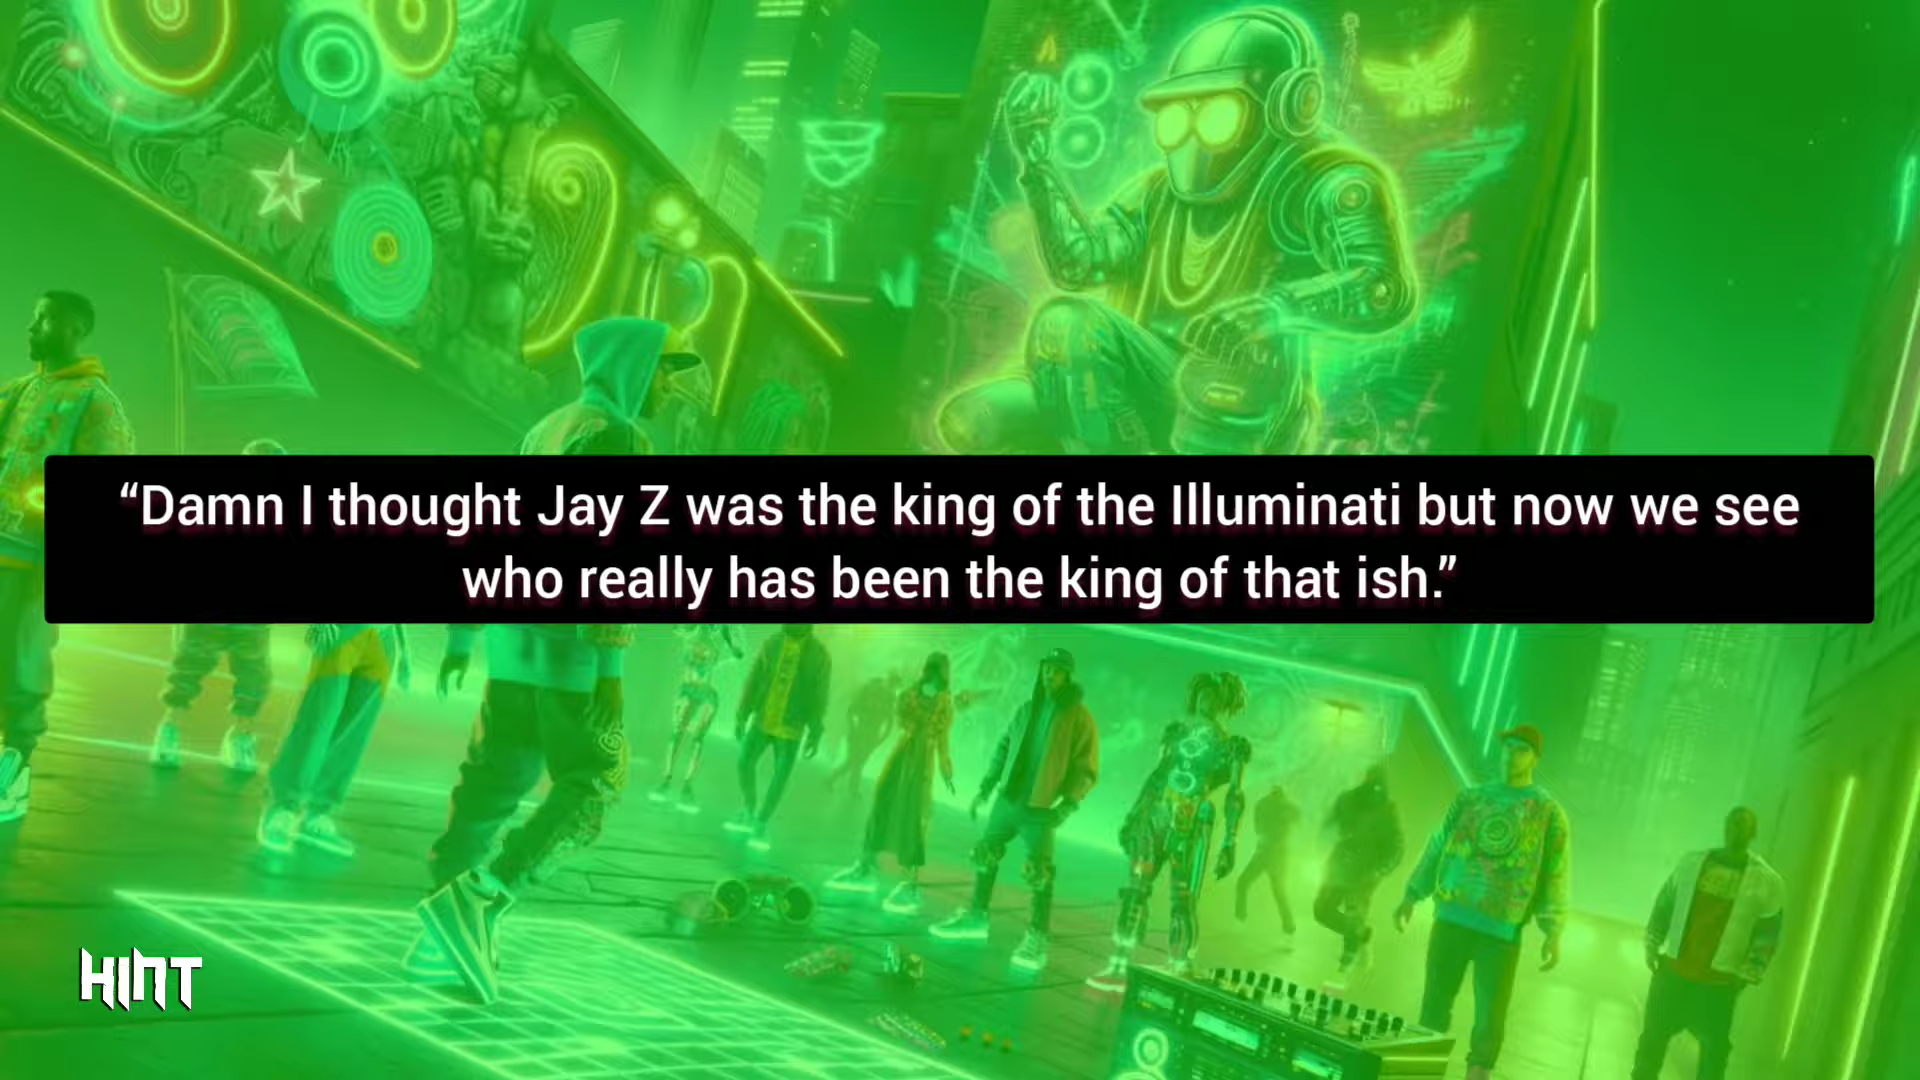 “Damn I thought Jay Z was the king of the Illuminati but now we see
who really has been the king of that ish.”
HINT